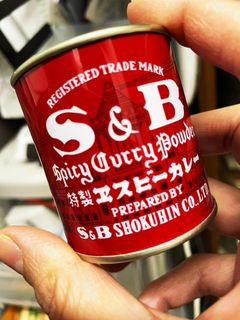 REGISTERED TRADE MARK
S & B
Spicy Curry Powder
特製 エスビーカレー
PREPARED BY
S&B SHOKUHIN CO., LTD.